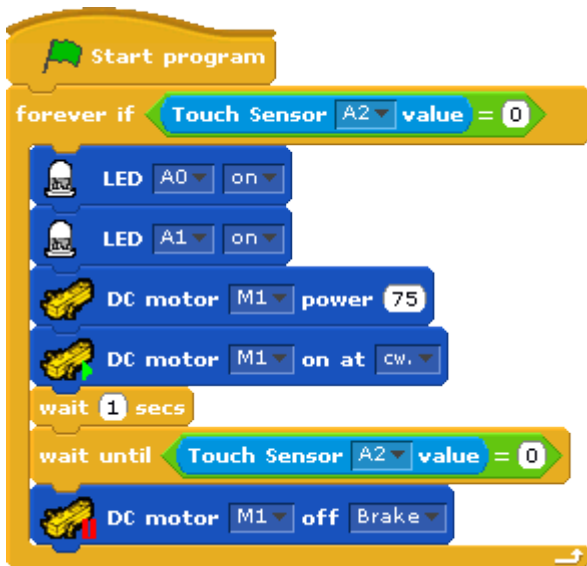 Start program
forever if Touch Sensor A2 value = 0
LED A0 on
LED A1 on
DC motor M1 power 75
DC motor M1 on at cw.
wait 1 secs
wait until Touch Sensor A2 value = 0
DC motor M1 off Brake